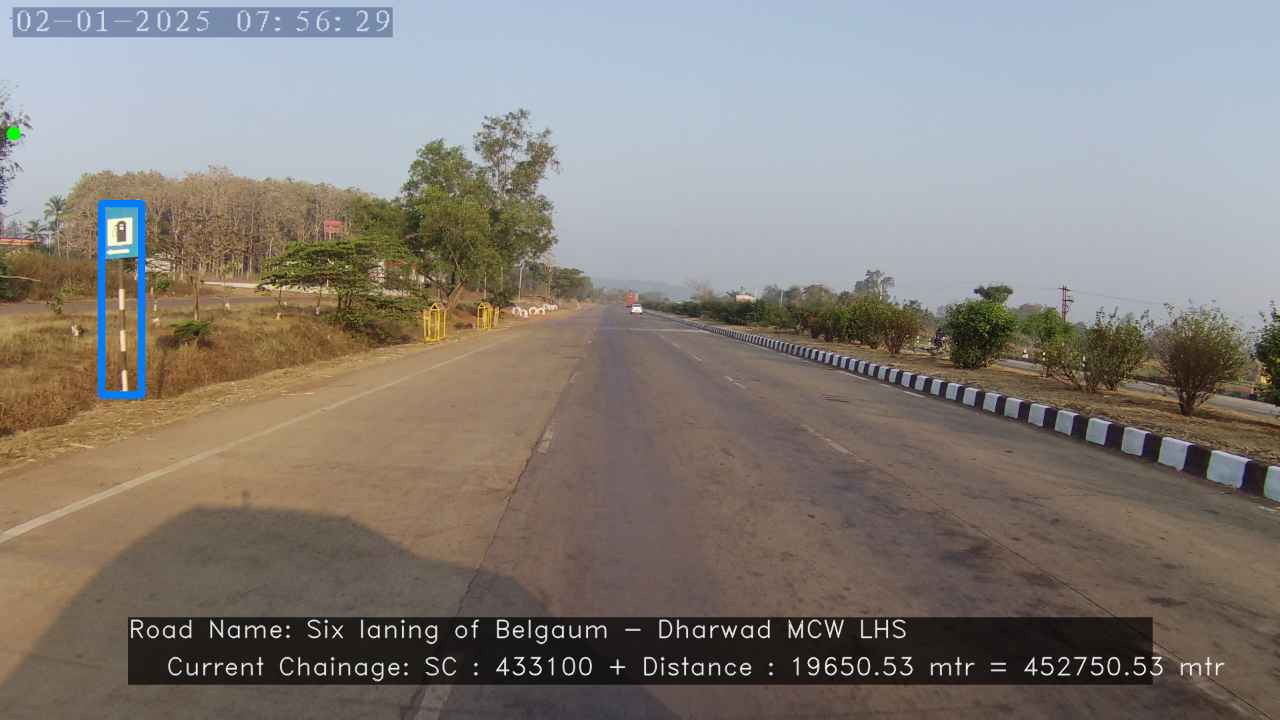 02-01-2025 07:56:29
Road Name: Six laning of Belgaum - Dharwad MCW LHS
Current Chainage: SC : 433100 + Distance : 19650.53 mtr = 452750.53 mtr